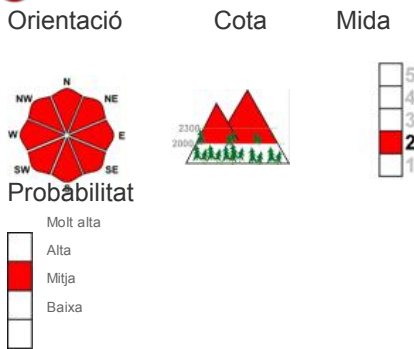 Orientació Cota Mida
N
NW NE
W E
SW SE
S
2300
2000
5
4
3
2
1
Probabilitat
Molt alta
Alta
Mitja
Baixa